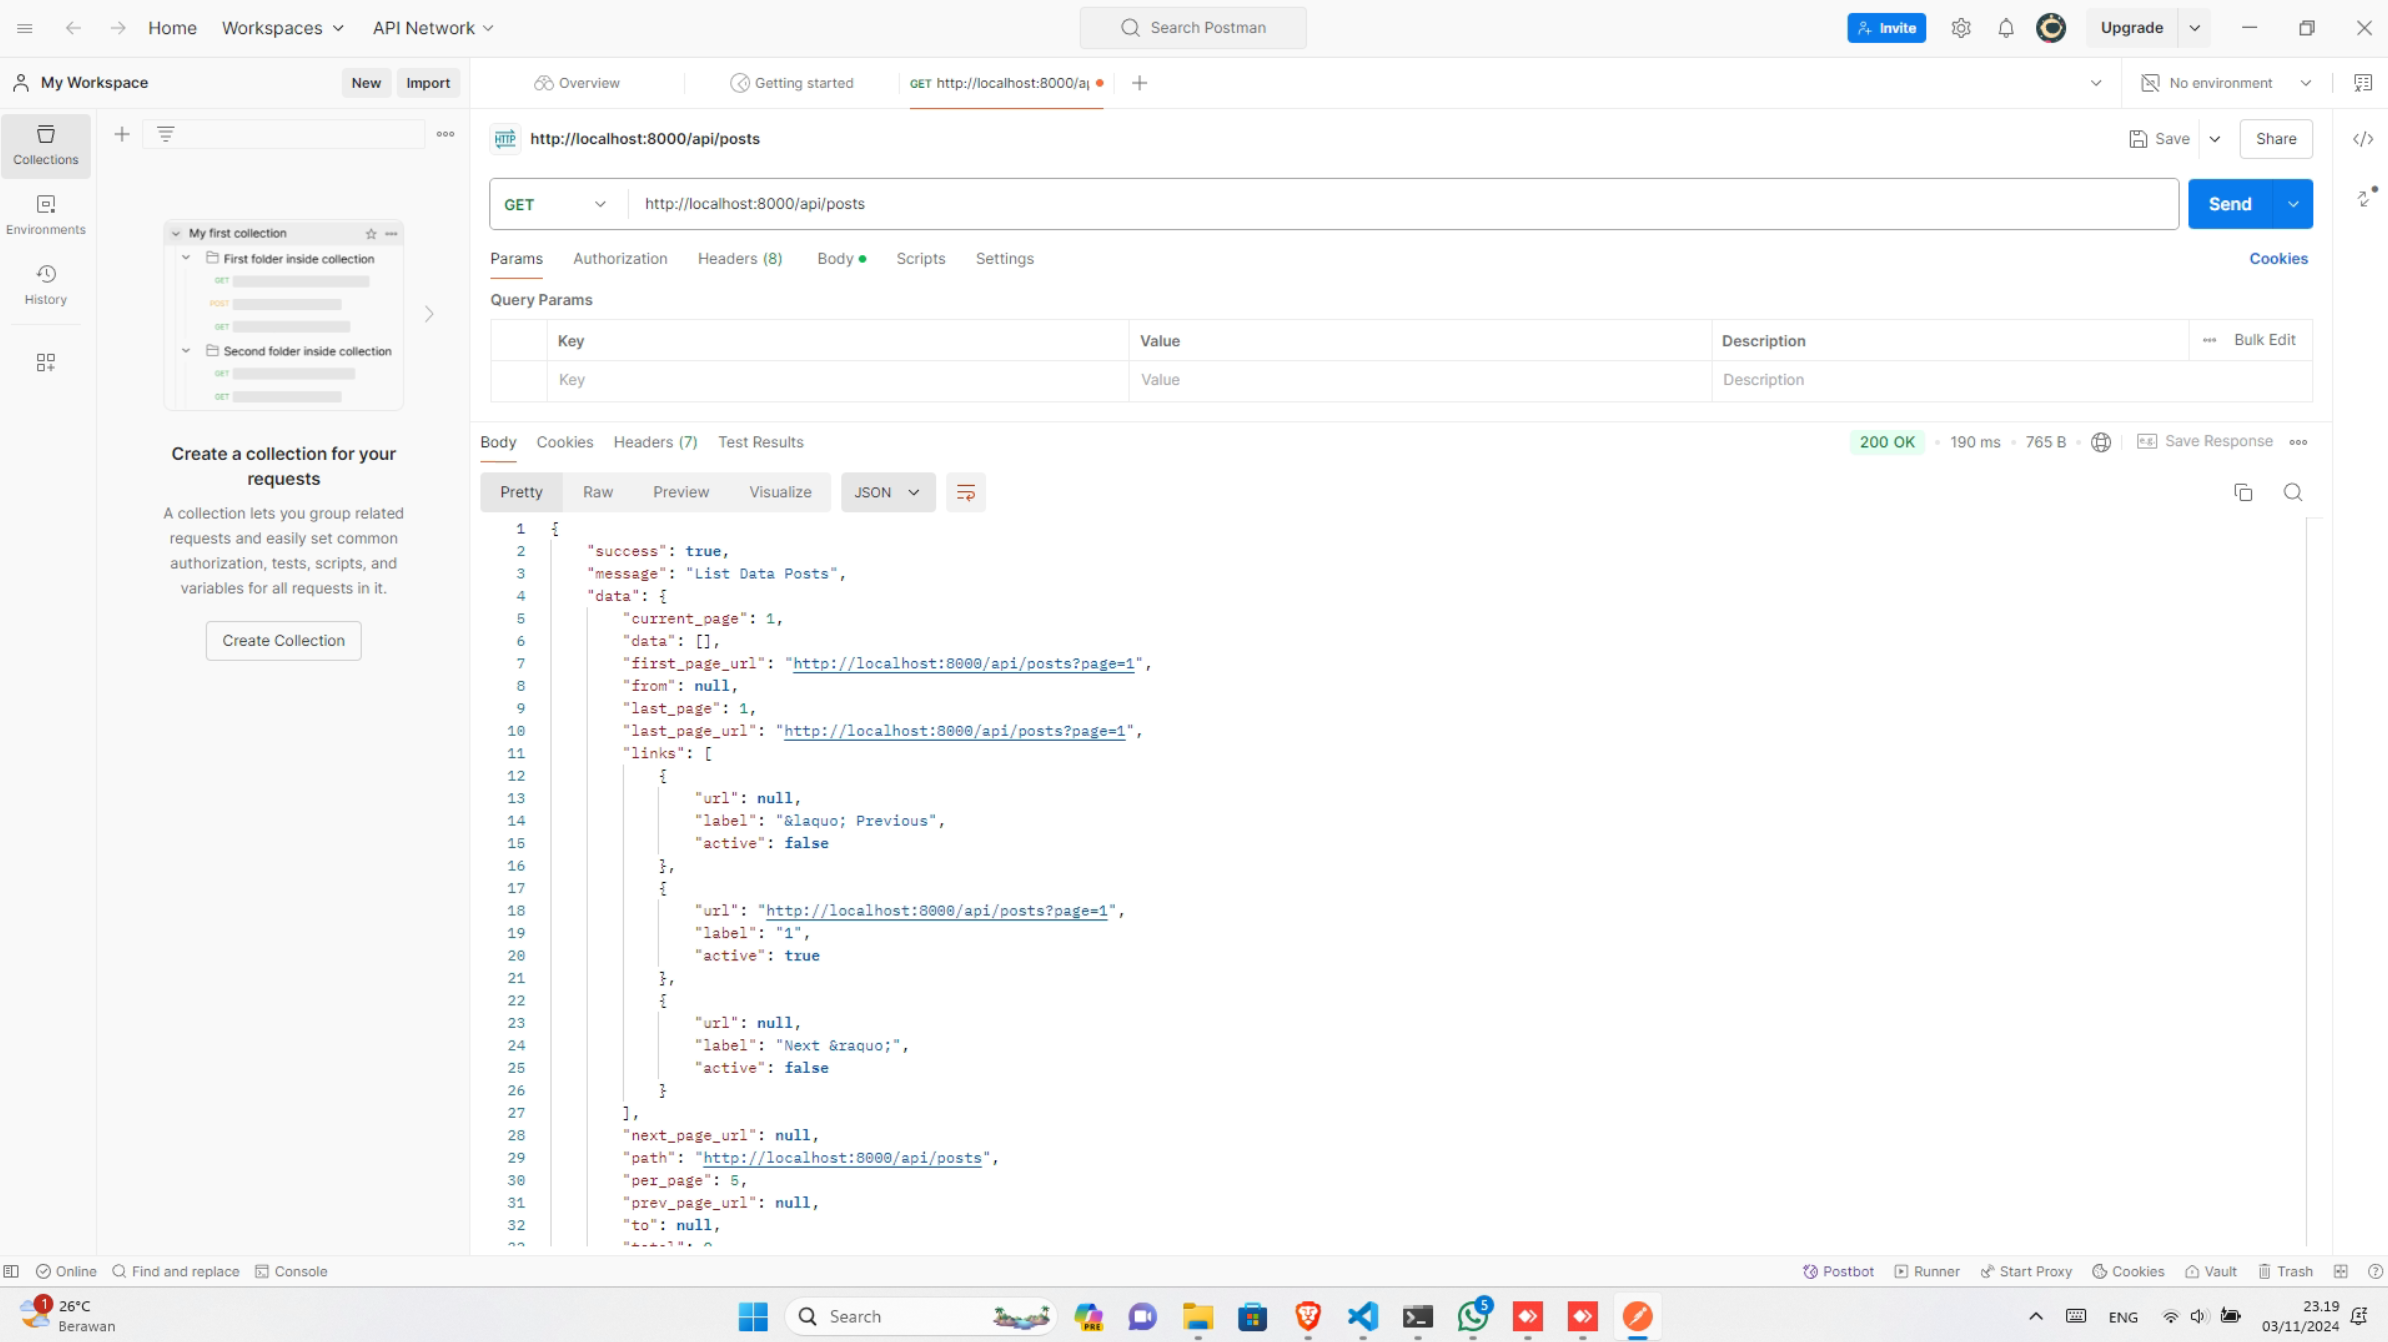 Home Workspaces API Network Search Postman Invite Upgrade
My Workspace New Import Overview Getting started GET http://localhost:8000/ap No environment
Collections
Environments
History
HTTP http://localhost:8000/api/posts Save Share
GET http://localhost:8000/api/posts Send
Params Authorization Headers (8) Body Scripts Settings Cookies
Query Params
Key Value Description Bulk Edit
Key Value Description
My first collection
First folder inside collection
GET
POST
GET
Second folder inside collection
GET
GET
Create a collection for your
requests
A collection lets you group related
requests and easily set common
authorization, tests, scripts, and
variables for all requests in it.
Create Collection
Body Cookies Headers (7) Test Results 200 OK 190 ms 765 B e.g. Save Response
Pretty Raw Preview Visualize JSON
1 {
2 "success": true,
3 "message": "List Data Posts",
4 "data": {
5 "current_page": 1,
6 "data": [],
7 "first_page_url": "http://localhost:8000/api/posts?page=1",
8 "from": null,
9 "last_page": 1,
10 "last_page_url": "http://localhost:8000/api/posts?page=1",
11 "links": [
12 {
13 "url": null,
14 "label": "&laquo; Previous",
15 "active": false
16 },
17 {
18 "url": "http://localhost:8000/api/posts?page=1",
19 "label": "1",
20 "active": true
21 },
22 {
23 "url": null,
24 "label": "Next &raquo;",
25 "active": false
26 }
27 ],
28 "next_page_url": null,
29 "path": "http://localhost:8000/api/posts",
30 "per_page": 5,
31 "prev_page_url": null,
32 "to": null,
Online Find and replace Console Postbot Runner Start Proxy Cookies Vault Trash
1 26°C
Berawan
Search PRE 5 ENG
23.19
03/11/2024